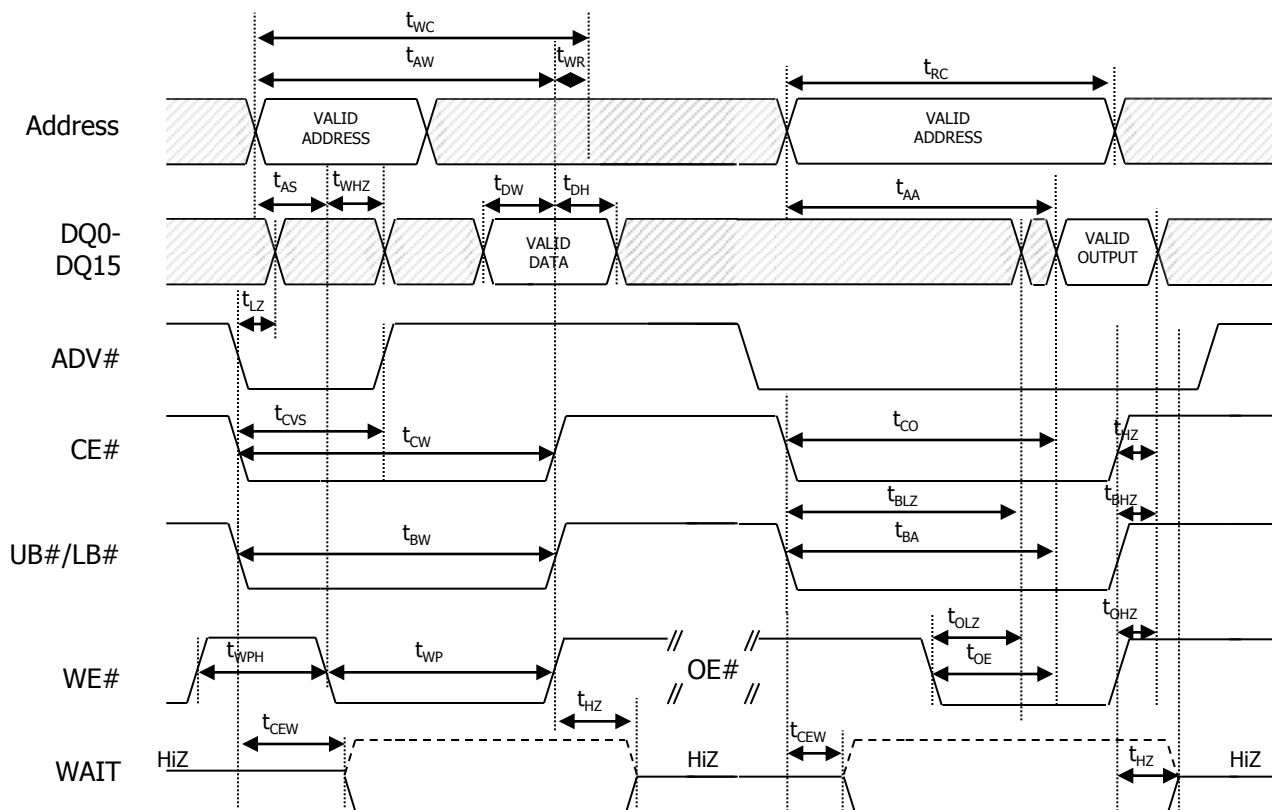 tWC
tAW
tWR
tRC
Address
VALID
ADDRESS
VALID
ADDRESS
tAS
tWHZ
tDW
tDH
tAA
DQ0-
DQ15
VALID
DATA
VALID
OUTPUT
tLZ
ADV#
tCVS
tCW
tCO
tHZ
CE#
tBLZ
tBHZ
UB#/LB#
tBW
tBA
tOLZ
tOHZ
tWPH
tWP
tOE
WE#
//
//
OE#
//
//
tHZ
tCEW
tCEW
tHZ
WAIT
HiZ
HiZ
HiZ